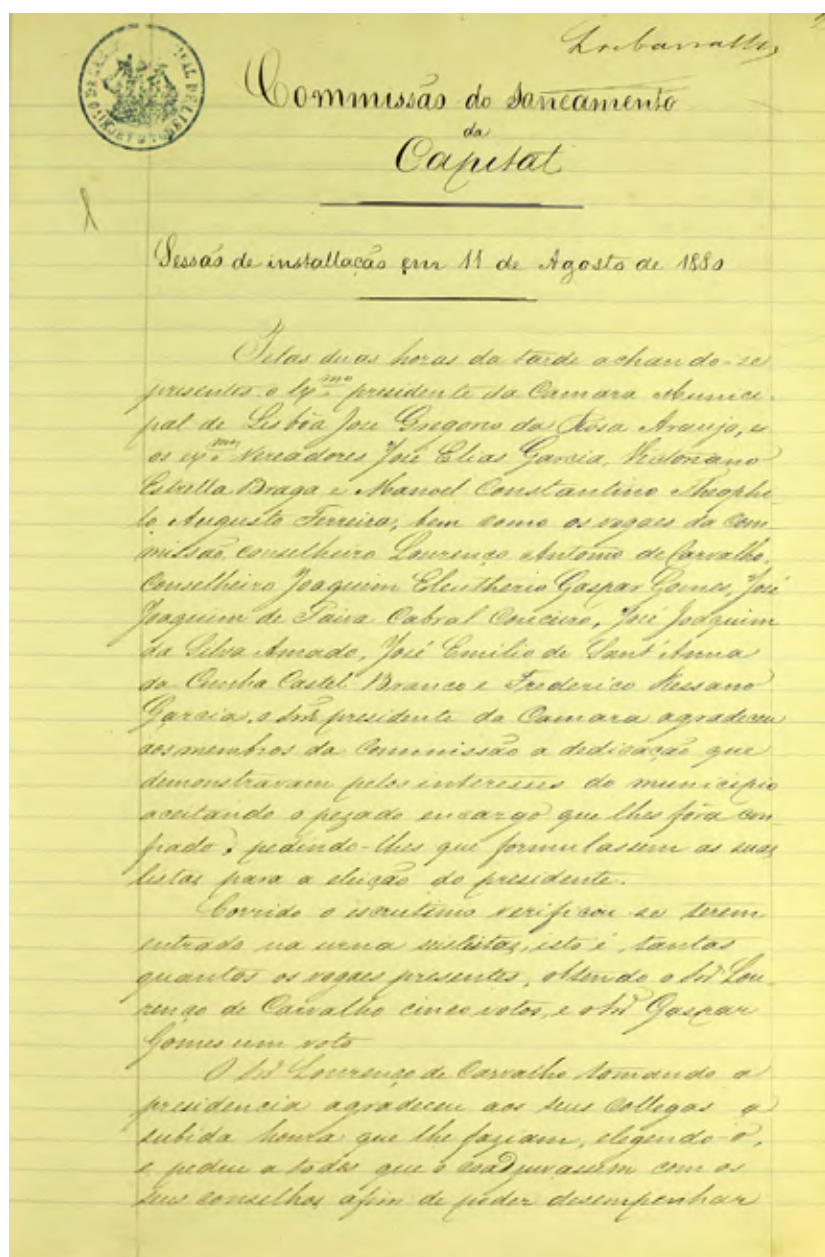 Commissão do Saneamento
da
Capital
Sessão de installação em 11 de Agosto de 1880
Pelas duas horas da tarde achando-se
presentes o Ex.mo presidente da Camara Munici-
pal de Lisbôa José Gregorio da Rosa Araujo, e
os ex.mos Vereadores José Elias Garcia, Victoriano
Estrella Braga e Manoel Constantino Theophi-
lo Augusto Ferreira, bem como os vogaes da com-
missão, conselheiro Lourenço Antonio de Carvalho,
Conselheiro Joaquim Eleutherio Gaspar Gomes, José
Joaquim de Paiva Cabral Couceiro, José Joaquim
da Silva Amado, José Emilio de Sant'Anna
da Cunha Castel Branco e Frederico Ressano
Garcia, o Snr. presidente da Camara agradeceu
aos membros da Commissão a dedicação que
demonstravam pelos interesses do municipio
aceitando o pezado encargo que lhes fôra con
fiado; pedindo-lhes que formulassem as suas
listas para a eleição do presidente.
Corrido o escrutinio verificou se terem
entrado na urna seis listas, isto é, tantas
quantos os vogaes presentes, obtendo o Snr. Lou-
renço de Carvalho cinco votos, e o Snr. Gaspar
Gomes um voto
O Snr. Lourenço de Carvalho tomando a
presidencia agradeceu aos seus collegas a
subida honra que lhe faziam, elegendo-o,
e pediu a todos que o coadjuvassem com os
seus conselhos afim de poder desempenhar